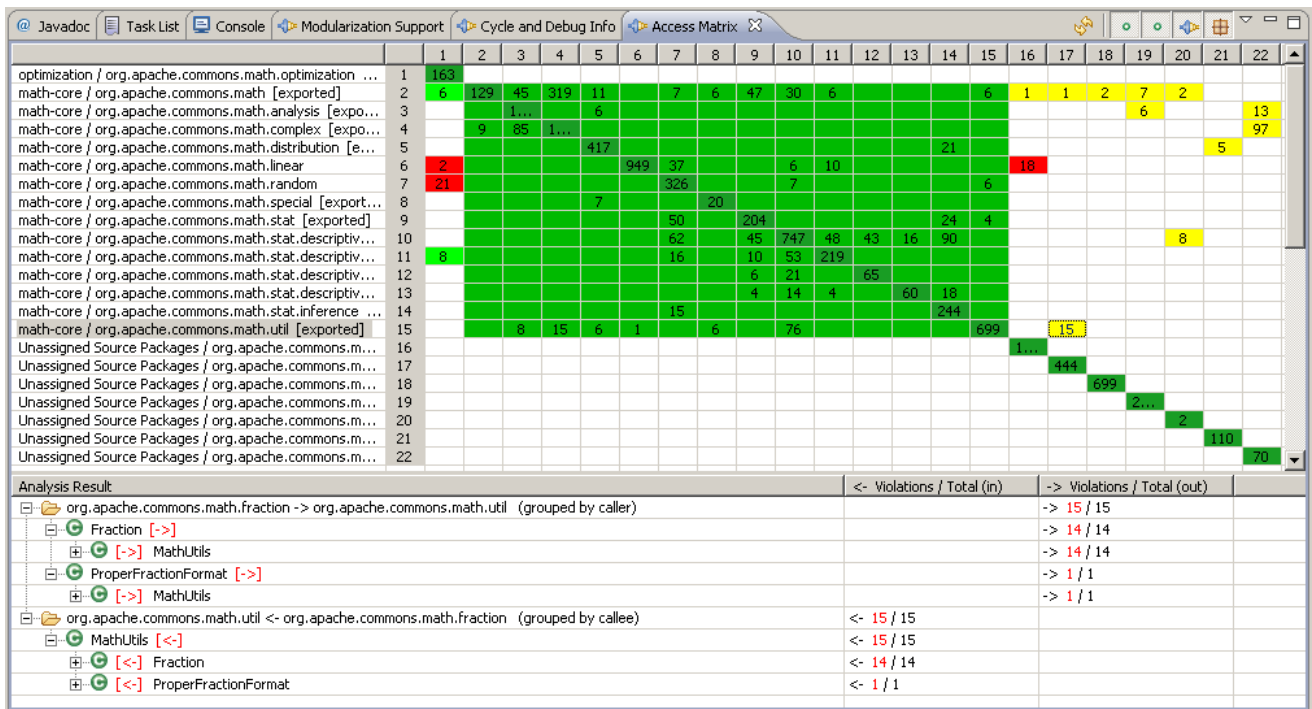 @ Javadoc Task List Console Modularization Support Cycle and Debug Info Access Matrix
1 2 3 4 5 6 7 8 9 10 11 12 13 14 15 16 17 18 19 20 21 22
optimization / org.apache.commons.math.optimization ... 1 163
math-core / org.apache.commons.math [exported] 2 6 129 45 319 11 7 6 47 30 6 6 1 1 2 7 2
math-core / org.apache.commons.math.analysis [expo... 3 1... 6 6 13
math-core / org.apache.commons.math.complex [expo... 4 9 85 1... 97
math-core / org.apache.commons.math.distribution [e... 5 417 21 5
math-core / org.apache.commons.math.linear 6 2 949 37 6 10 18
math-core / org.apache.commons.math.random 7 21 326 7 6
math-core / org.apache.commons.math.special [export... 8 7 20
math-core / org.apache.commons.math.stat [exported] 9 50 204 24 4
math-core / org.apache.commons.math.stat.descriptiv... 10 62 45 747 48 43 16 90 8
math-core / org.apache.commons.math.stat.descriptiv... 11 8 16 10 53 219
math-core / org.apache.commons.math.stat.descriptiv... 12 6 21 65
math-core / org.apache.commons.math.stat.descriptiv... 13 4 14 4 60 18
math-core / org.apache.commons.math.stat.inference ... 14 15 244
math-core / org.apache.commons.math.util [exported] 15 8 15 6 1 6 76 699 15
Unassigned Source Packages / org.apache.commons.m... 16 1...
Unassigned Source Packages / org.apache.commons.m... 17 444
Unassigned Source Packages / org.apache.commons.m... 18 699
Unassigned Source Packages / org.apache.commons.m... 19 2...
Unassigned Source Packages / org.apache.commons.m... 20 2
Unassigned Source Packages / org.apache.commons.m... 21 110
Unassigned Source Packages / org.apache.commons.m... 22 70
Analysis Result <- Violations / Total (in) -> Violations / Total (out)
org.apache.commons.math.fraction -> org.apache.commons.math.util (grouped by caller) -> 15 / 15
C Fraction [->] -> 14 / 14
C [->] MathUtils -> 14 / 14
C ProperFractionFormat [->] -> 1 / 1
C [->] MathUtils -> 1 / 1
org.apache.commons.math.util <- org.apache.commons.math.fraction (grouped by callee) <- 15 / 15
C MathUtils [<-] <- 15 / 15
C [<-] Fraction <- 14 / 14
C [<-] ProperFractionFormat <- 1 / 1